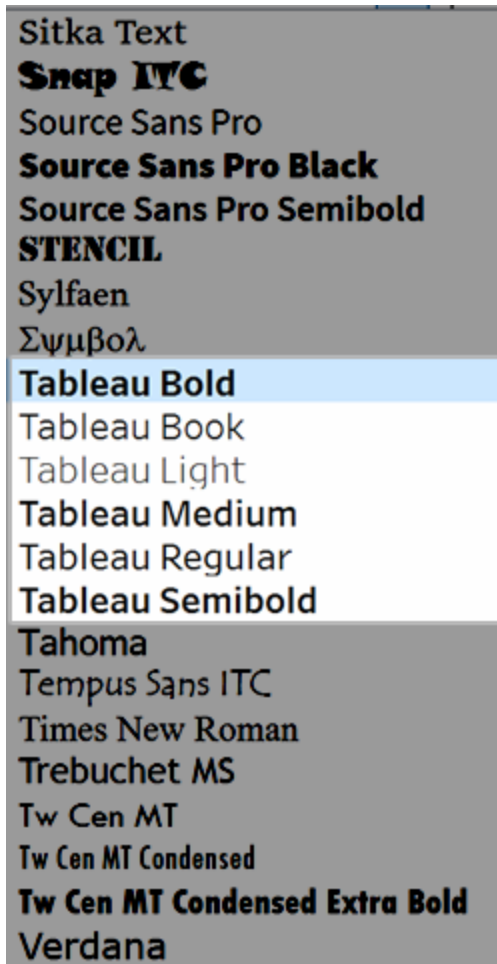 Sitka Text
Snap ITC
Source Sans Pro
Source Sans Pro Black
Source Sans Pro Semibold
STENCIL
Sylfaen
Σψμβολ
Tableau Bold
Tableau Book
Tableau Light
Tableau Medium
Tableau Regular
Tableau Semibold
Tahoma
Tempus Sans ITC
Times New Roman
Trebuchet MS
Tw Cen MT
Tw Cen MT Condensed
Tw Cen MT Condensed Extra Bold
Verdana